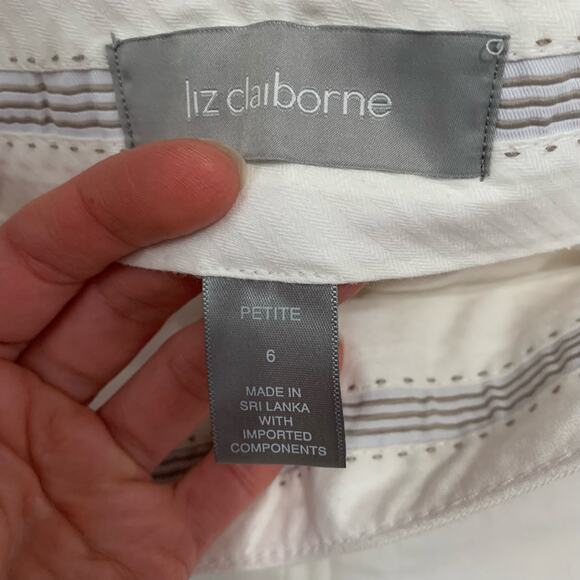 liz claiborne
PETITE
6
MADE IN
SRI LANKA
WITH
IMPORTED
COMPONENTS